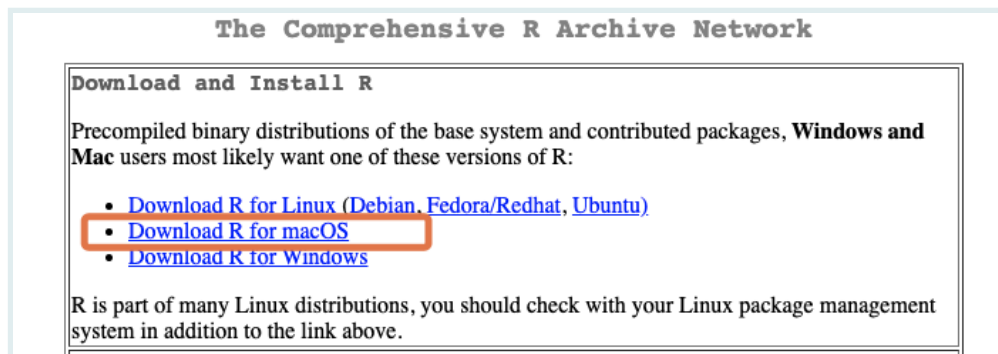 The Comprehensive R Archive Network
Download and Install R
Precompiled binary distributions of the base system and contributed packages, Windows and
Mac users most likely want one of these versions of R:
• Download R for Linux (Debian, Fedora/Redhat, Ubuntu)
• Download R for macOS
• Download R for Windows
R is part of many Linux distributions, you should check with your Linux package management
system in addition to the link above.